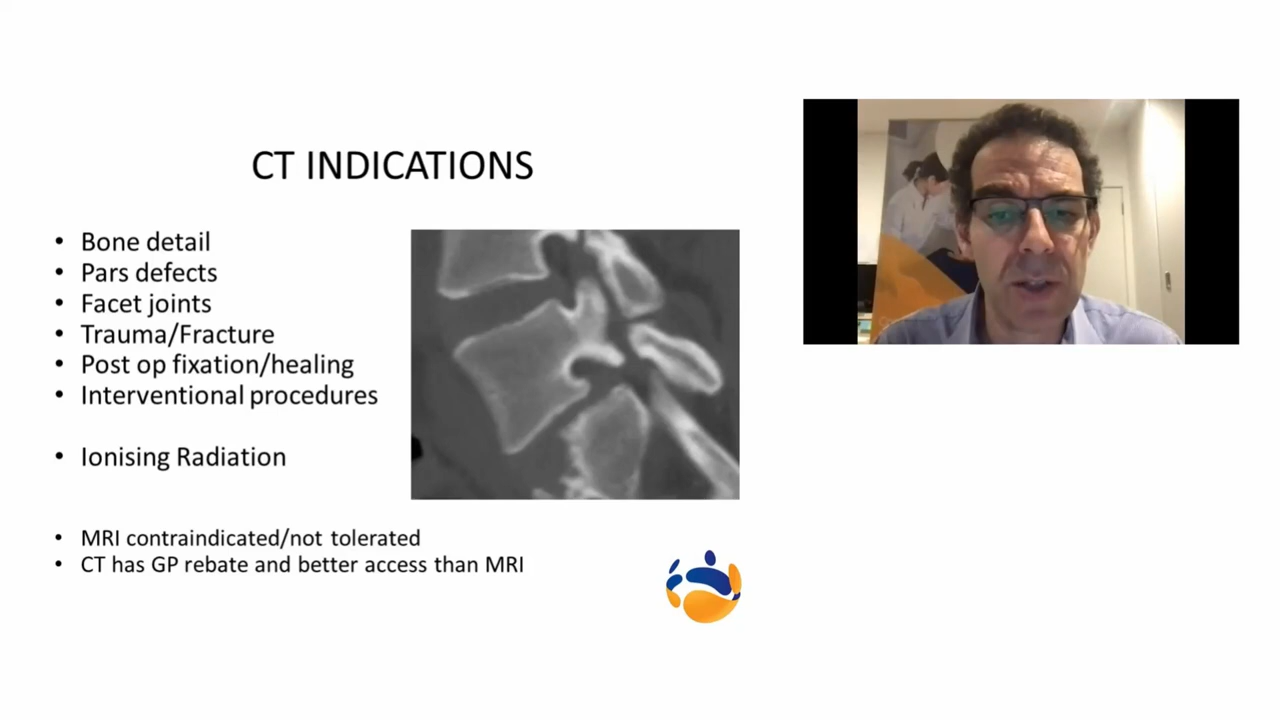 CT INDICATIONS
• Bone detail
• Pars defects
• Facet joints
• Trauma/Fracture
• Post op fixation/healing
• Interventional procedures
• Ionising Radiation
• MRI contraindicated/not tolerated
• CT has GP rebate and better access than MRI